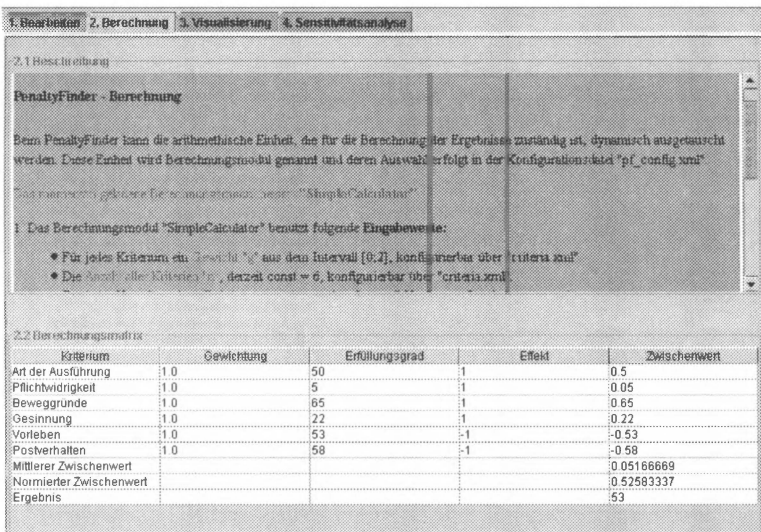 1. Bearbeiten 2. Berechnung 3. Visualisierung 4. Sensitivitätsanalyse
2.1 Beschreibung
PenaltyFinder - Berechnung
Beim PenaltyFinder kann die arithmethische Einheit, die für die Berechnung der Ergebnisse zuständig ist, dynamisch ausgetauscht
werden. Diese Einheit wird Berechnungsmodul genannt und deren Auswahl erfolgt in der Konfigurationsdatei "pf_config.xml"
"SimpleCalculator"
1. Das Berechnungsmodul "SimpleCalculator" benutzt folgende Eingabewerte:
Für jedes Kriterium ein Gewicht "g" aus dem Intervall [0;2], konfigurierbar über "criteria.xml"
Die Anzahl aller Kriterien "n", derzeit const = 6, konfigurierbar über "criteria.xml".
2.2 Berechnungsmatrix
Kriterium Gewichtung Erfüllungsgrad Effekt Zwischenwert
Art der Ausführung 1.0 50 1 0.5
Pflichtwidrigkeit 1.0 5 1 0.05
Beweggründe 1.0 65 1 0.65
Gesinnung 1.0 22 1 0.22
Vorleben 1.0 53 -1 -0.53
Postverhalten 1.0 58 -1 -0.58
Mittlerer Zwischenwert 0.05166669
Normierter Zwischenwert 0.52583337
Ergebnis 53